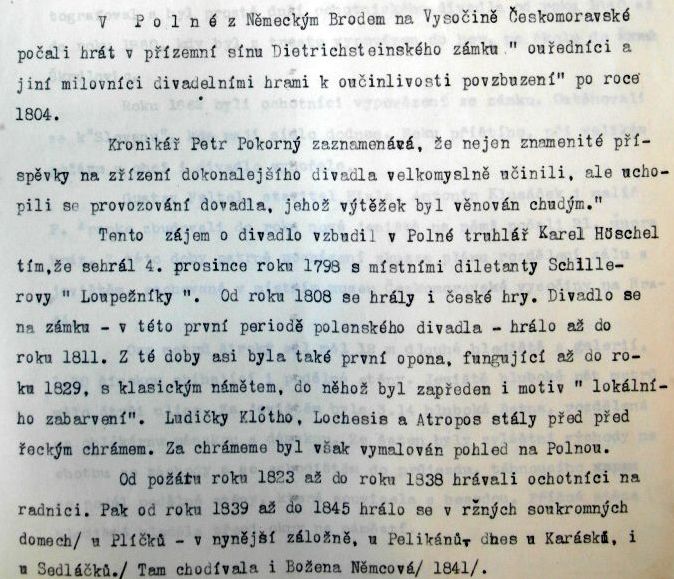 V P o l n é z Německým Brodem na Vysočině Českomoravské
počali hrát v přízemní sínu Dietrichsteinského zámku " ouředníci a
jiní milovníci divadelními hrami k oučinlivosti povzbuzení" po roce
1804.
Kronikář Petr Pokorný zaznamenává, že nejen znamenité pří-
spěvky na zřízení dokonalejšího divadla velkomyslně učinili, ale ucho-
pili se provozování dovadla, jehož výtěžek byl věnován chudým."
Tento zájem o divadlo vzbudil v Polné truhlář Karel Höschel
tím,že sehrál 4. prosince roku 1798 s místními diletanty Schille-
rovy " Loupežníky ". Od roku 1808 se hrály i české hry. Divadlo se
na zámku - v této první periodě polenského divadla - hrálo až do
roku 1811. Z té doby asi byla také první opona, fungující až do ro-
ku 1829, s klasickým námětem, do něhož byl zapředen i motiv " lokální-
ho zabarvení". Ludičky Klótho, Lochesis a Atropos stály před před
řeckým chrámem. Za chrámeme byl však vymalován pohled na Polnou.
Od požátu roku 1823 až do roku 1838 hrávali ochotníci na
radnici. Pak od roku 1839 až do 1845 hrálo se v ržných soukromných
domech/ u Plíčků - v nynější záložně, u Pelikánů, dnes u Karásků, i
u Sedláčků./ Tam chodívala i Božena Němcová/ 1841/.